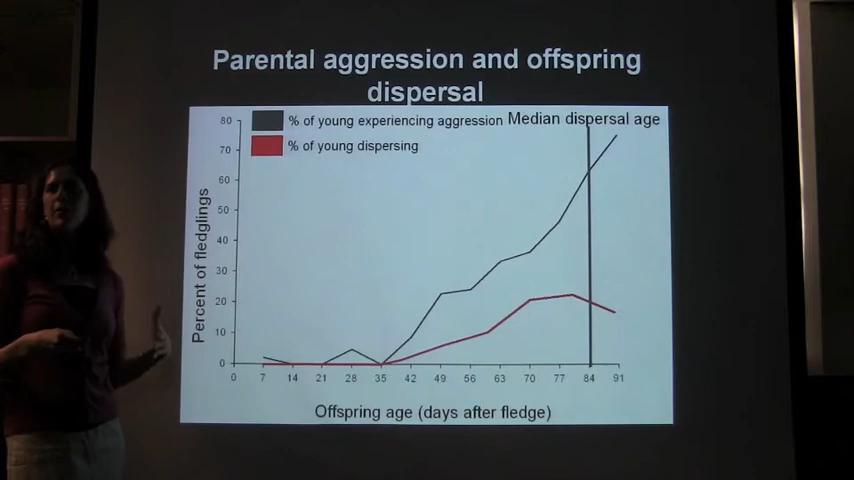 Parental aggression and offspring
dispersal
% of young experiencing aggression
Median dispersal age
% of young dispersing
Percent of fledglings
80
70
60
50
40
30
20
10
0
0 7 14 21 28 35 42 49 56 63 70 77 84 91
Offspring age (days after fledge)